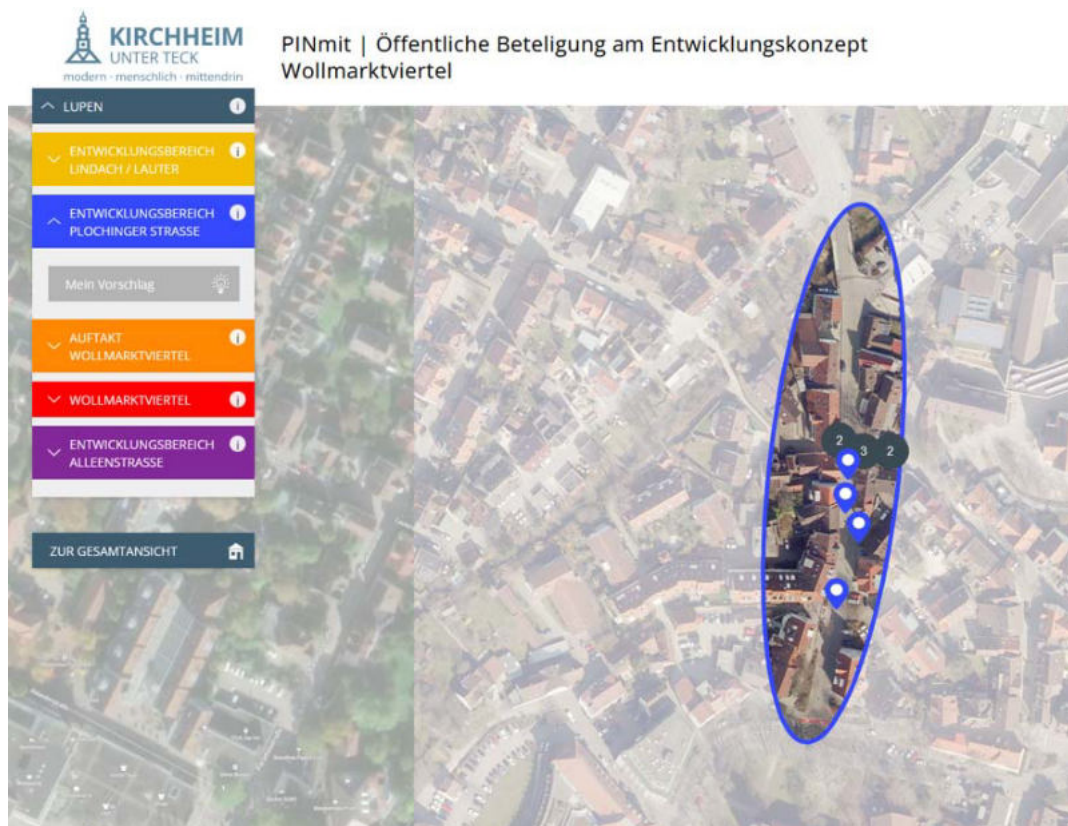 KIRCHHEIM
UNTER TECK
modern · menschlich · mittendrin
PINmit | Öffentliche Beteligung am Entwicklungskonzept
Wollmarktviertel
LUPEN
ENTWICKLUNGSBEREICH
LINDACH / LAUTER
ENTWICKLUNGSBEREICH
PLOCHINGER STRASSE
Mein Vorschlag
AUFTAKT
WOLLMARKTVIERTEL
WOLLMARKTVIERTEL
ENTWICKLUNGSBEREICH
ALLEENSTRASSE
ZUR GESAMTANSICHT
2
3
2